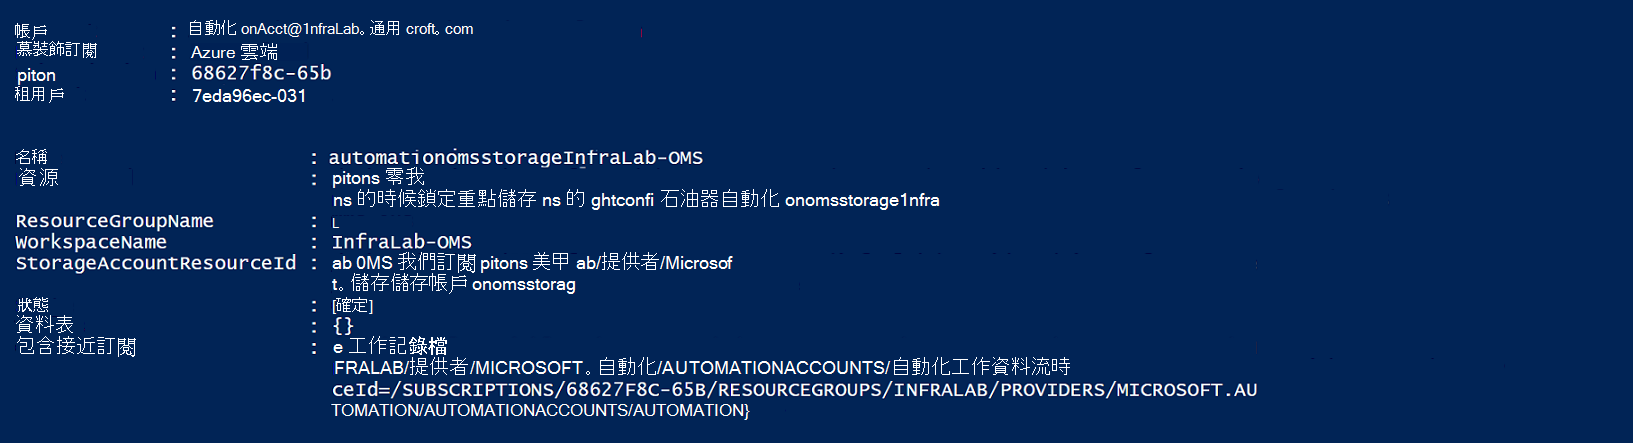 帳戶 : 自動化 onAcct@1nfraLab。通用 croft。com
慕裝飾訂閱 : Azure 雲端
piton : 68627f8c-65b
租用戶 : 7eda96ec-031
名稱 : automationomsstorageInfraLab-OMS
資源 : pitons 零我
ns 的時候鎖定重點儲存 ns 的 ghtconfi 石油器自動化 onomsstorage1nfra
ResourceGroupName : L
WorkspaceName : InfraLab-OMS
StorageAccountResourceId : ab 0MS 我們訂閱 pitons 美甲 ab/提供者/Microsof
t。儲存儲存帳戶 onomsstorag
狀態 : [確定]
資料表 : {}
包含接近訂閱 : e 工作記錄檔
FRALAB/提供者/MICROSOFT。自動化/AUTOMATIONACCOUNTS/自動化工作資料流時
ceId=/SUBSCRIPTIONS/68627F8C-65B/RESOURCEGROUPS/INFRALAB/PROVIDERS/MICROSOFT.AU
TOMATION/AUTOMATIONACCOUNTS/AUTOMATION}